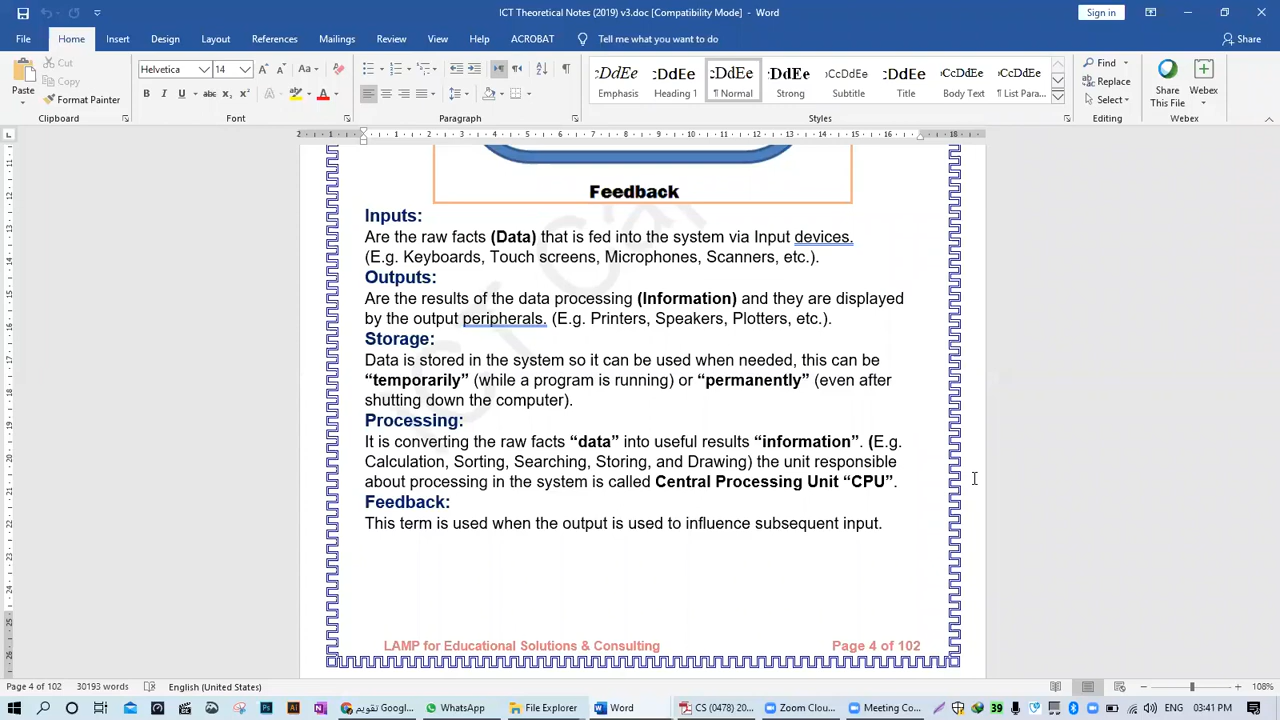 ICT Theoretical Notes (2019) v3.doc [Compatibility Mode] - Word
Sign in
File Home Insert Design Layout References Mailings Review View Help ACROBAT Tell me what you want to do Share
Paste Cut Copy Format Painter
Helvetica 14
CcDdEe CcDdEe CcDdEe CcDdEe CcDdEe CcDdEe CcDdEe CcDdEe
Emphasis Heading 1 ¶ Normal Strong Subtitle Title Body Text ¶ List Para...
Find Replace Select
Share This File Webex
Clipboard Font Paragraph Styles Editing Webex
Feedback
Inputs:
Are the raw facts (Data) that is fed into the system via Input devices.
(E.g. Keyboards, Touch screens, Microphones, Scanners, etc.).
Outputs:
Are the results of the data processing (Information) and they are displayed
by the output peripherals. (E.g. Printers, Speakers, Plotters, etc.).
Storage:
Data is stored in the system so it can be used when needed, this can be
“temporarily” (while a program is running) or “permanently” (even after
shutting down the computer).
Processing:
It is converting the raw facts “data” into useful results “information”. (E.g.
Calculation, Sorting, Searching, Storing, and Drawing) the unit responsible
about processing in the system is called Central Processing Unit “CPU”.
Feedback:
This term is used when the output is used to influence subsequent input.
LAMP for Educational Solutions & Consulting Page 4 of 102
Page 4 of 102 30193 words English (United States) 108%
Google تقويم WhatsApp File Explorer Word CS (0478) 20... Zoom Clou... Meeting Co... 39 ENG 03:41 PM